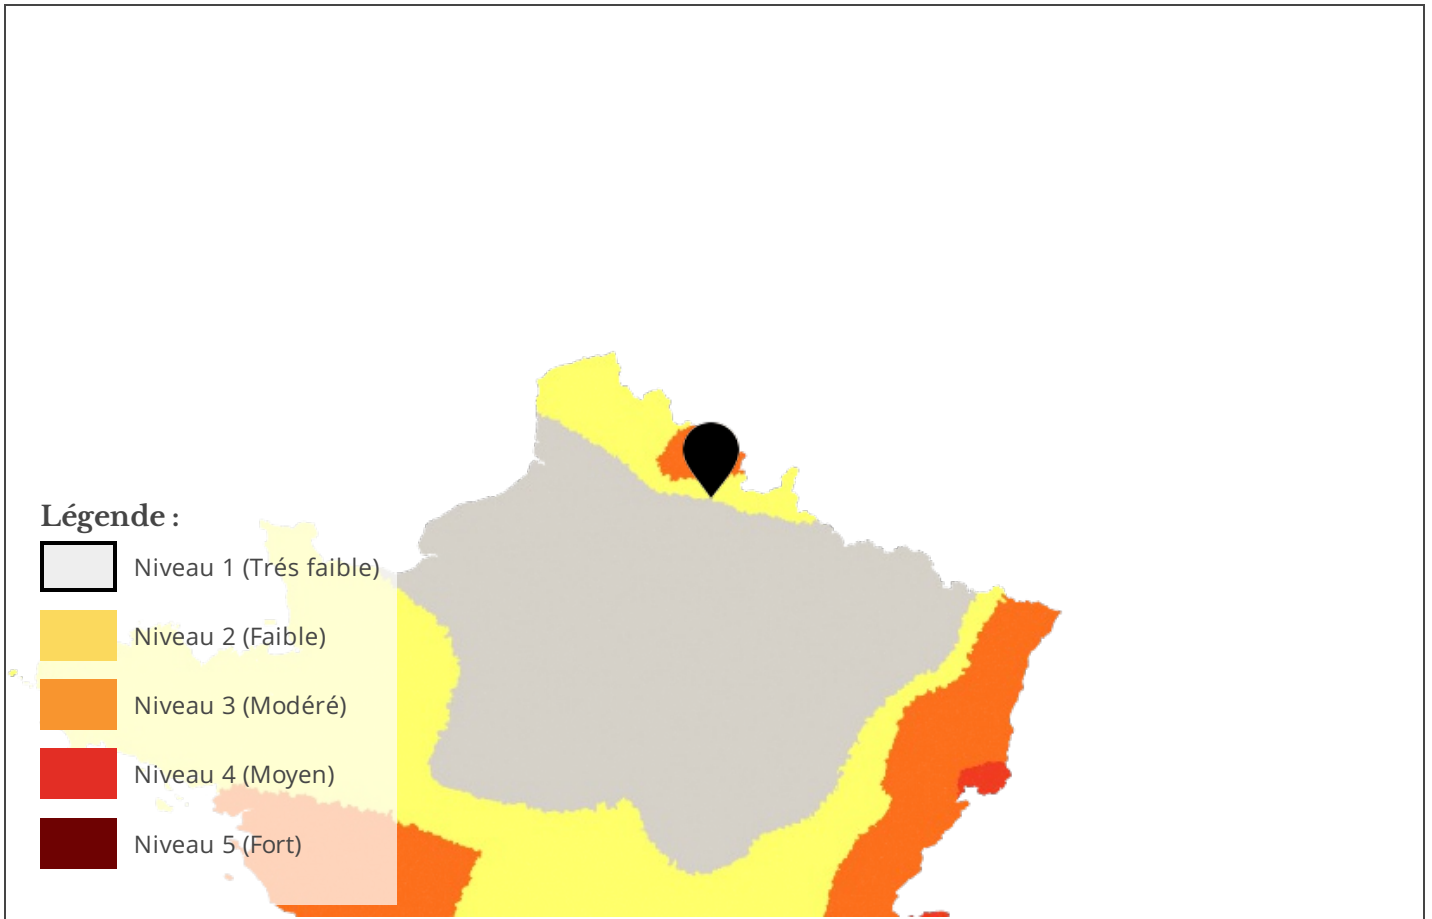 Légende :
Niveau 1 (Trés faible)
Niveau 2 (Faible)
Niveau 3 (Modéré)
Niveau 4 (Moyen)
Niveau 5 (Fort)